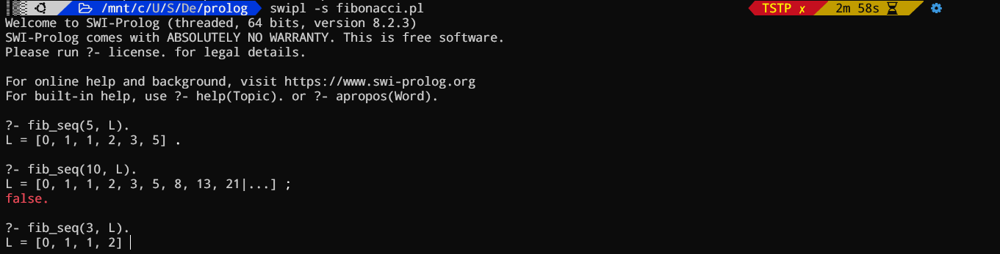 /mnt/c/U/S/De/prolog swipl -s fibonacci.pl TSTP ✗ 2m 58s
Welcome to SWI-Prolog (threaded, 64 bits, version 8.2.3)
SWI-Prolog comes with ABSOLUTELY NO WARRANTY. This is free software.
Please run ?- license. for legal details.
For online help and background, visit https://www.swi-prolog.org
For built-in help, use ?- help(Topic). or ?- apropos(Word).
?- fib_seq(5, L).
L = [0, 1, 1, 2, 3, 5] .
?- fib_seq(10, L).
L = [0, 1, 1, 2, 3, 5, 8, 13, 21|...] ;
false.
?- fib_seq(3, L).
L = [0, 1, 1, 2]